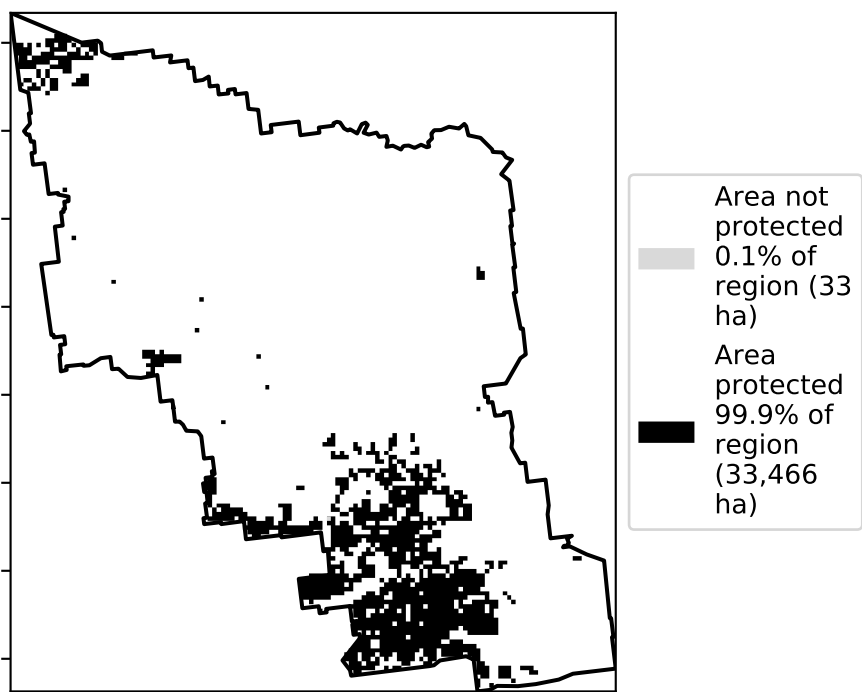 Area not
protected
0.1% of
region (33
ha)
Area
protected
99.9% of
region
(33,466
ha)